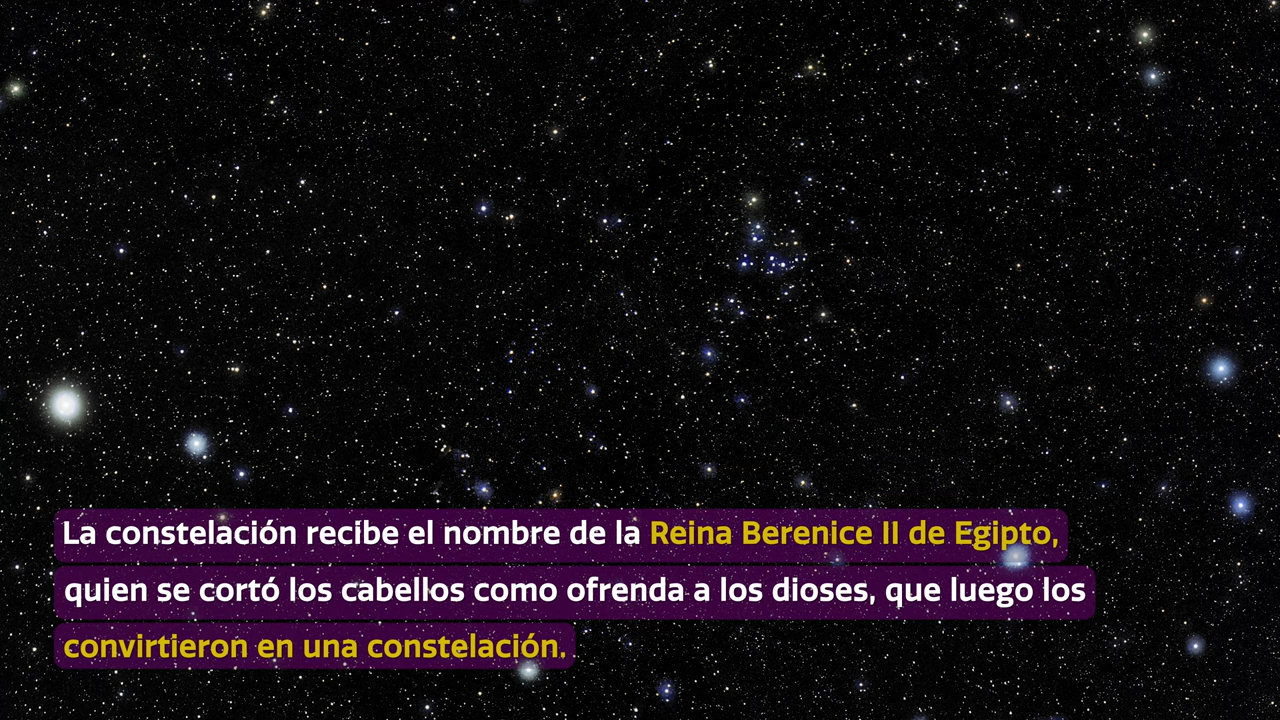 La constelación recibe el nombre de la Reina Berenice II de Egipto,
quien se cortó los cabellos como ofrenda a los dioses, que luego los
convirtieron en una constelación.